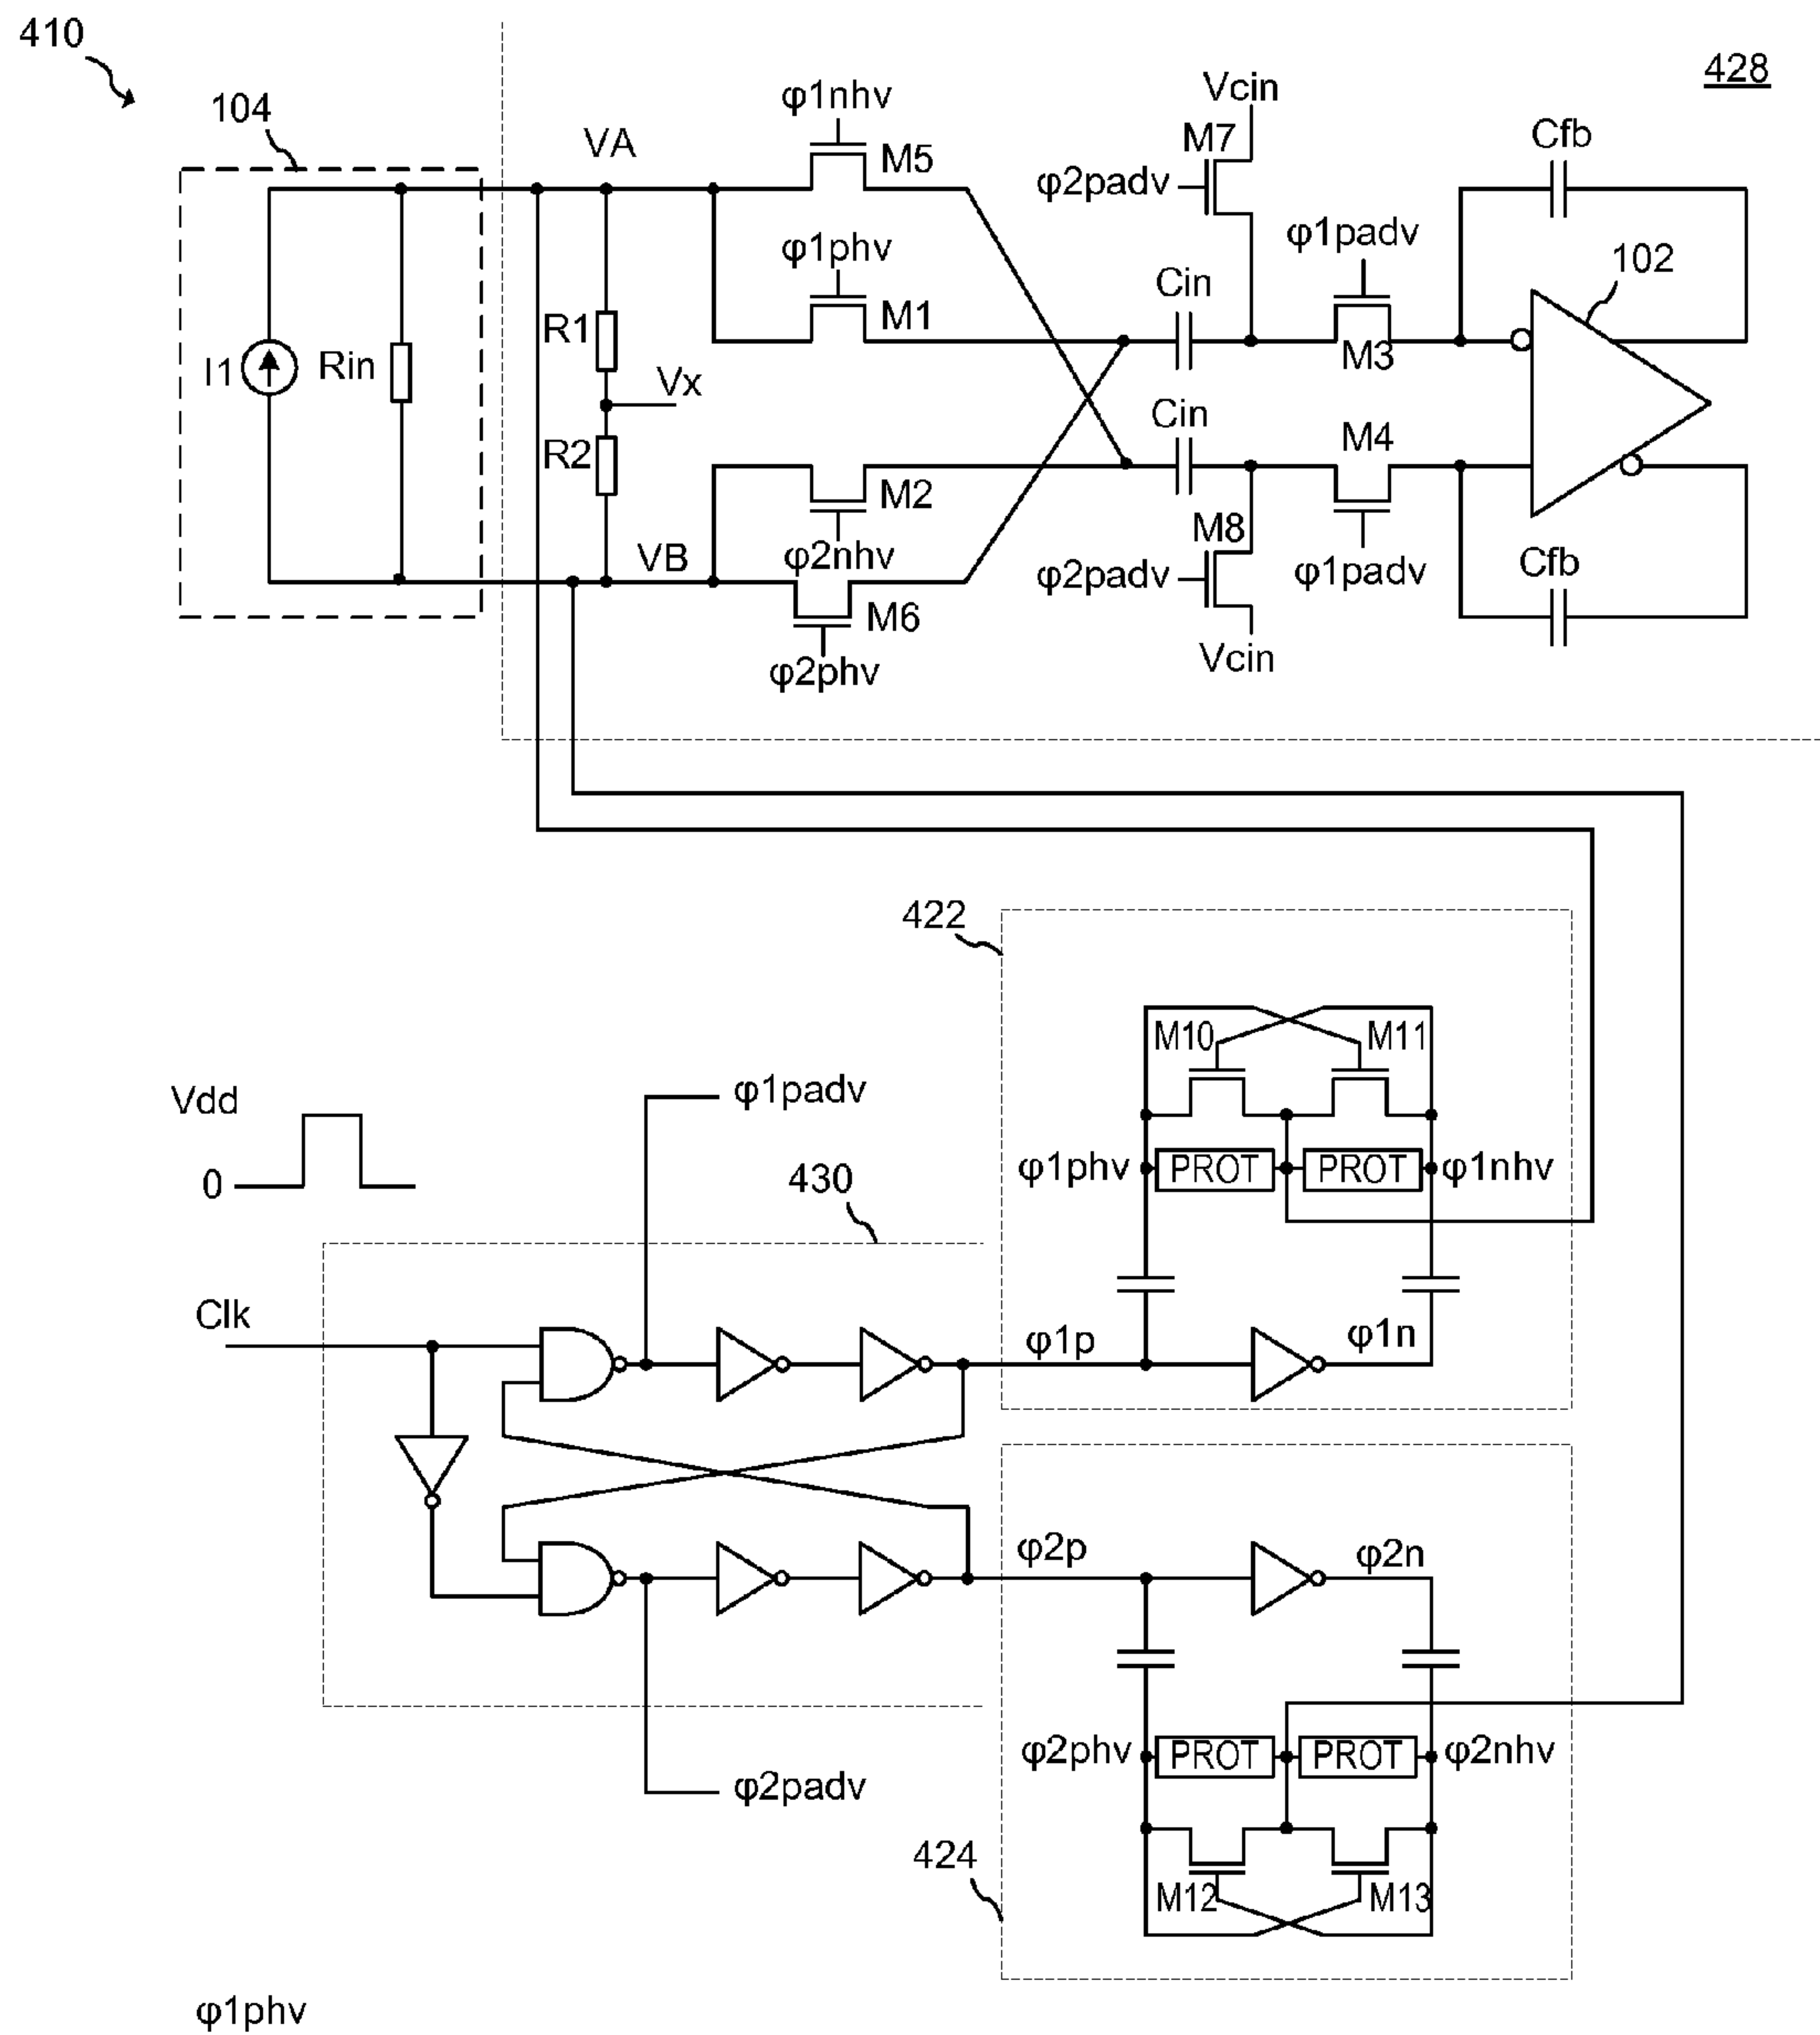 410
428
104
VA
φ1nhv
M5
Vcin
M7
φ2padv
Cfb
φ1phv
M1
φ1padv
102
Cin
M3
I1
Rin
R1
Vx
R2
Cin
M4
M2
φ2nhv
VB
M8
φ2padv
φ1padv
Cfb
M6
φ2phv
Vcin
422
M10
M11
Vdd
0
φ1padv
430
φ1phv
PROT
PROT
φ1nhv
Clk
φ1p
φ1n
φ2p
φ2n
φ2phv
PROT
PROT
φ2nhv
φ2padv
424
M12
M13
φ1phv